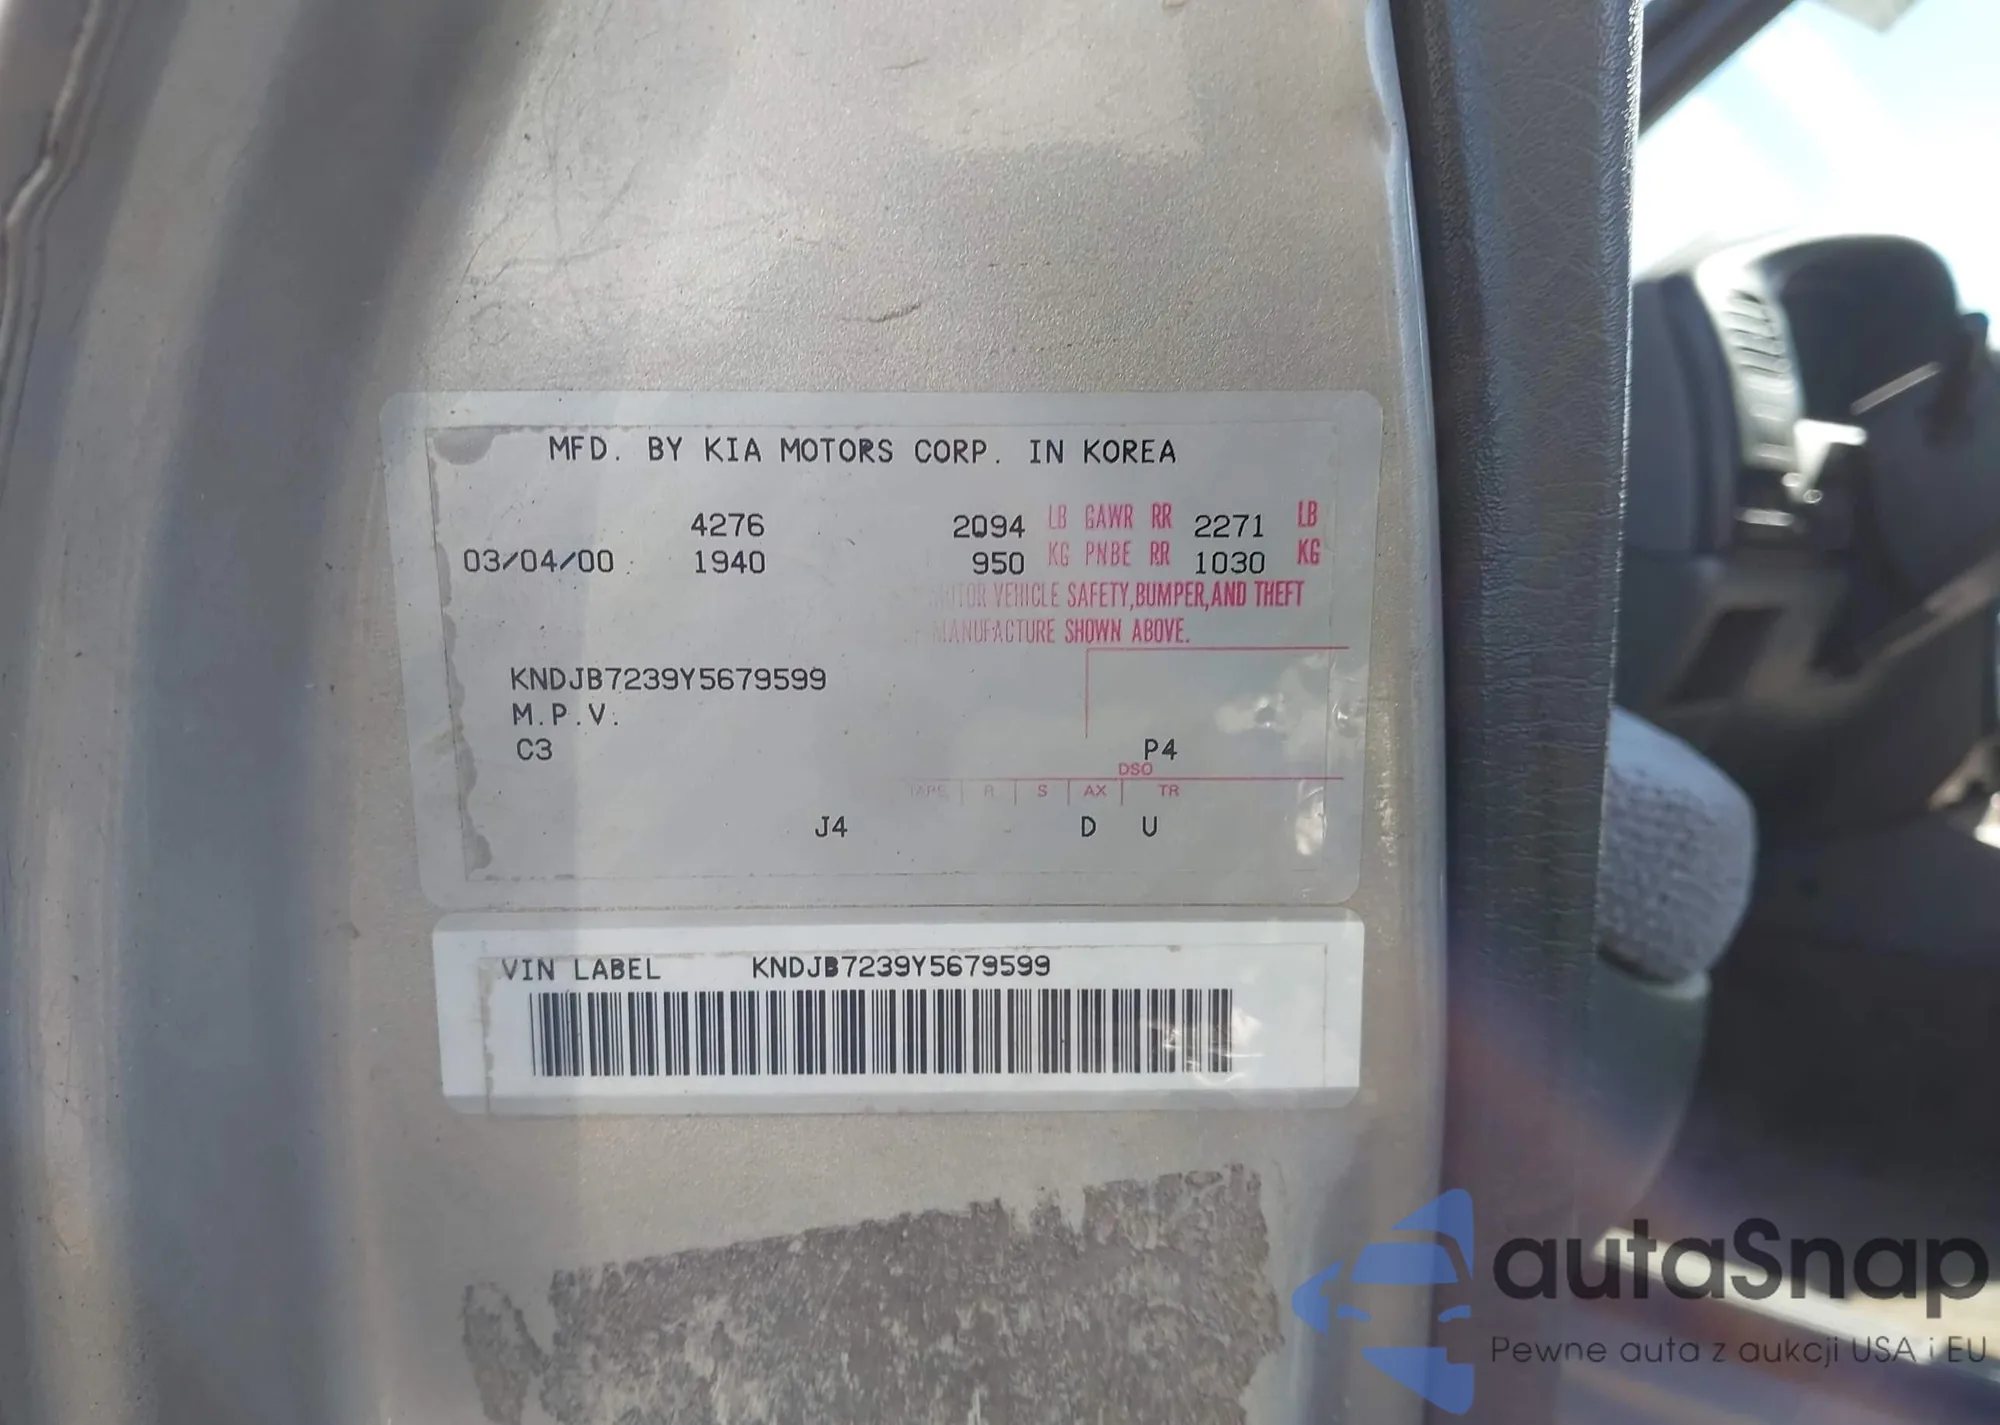 MFD. BY KIA MOTORS CORP. IN KOREA
4276 2094 LB GAWR RR 2271 LB
03/04/00 1940 950 KG PNBE RR 1030 KG
MOTOR VEHICLE SAFETY,BUMPER,AND THEFT
MANUFACTURE SHOWN ABOVE.
KNDJB7239Y5679599
M.P.V.
C3 P4
DSO
R S AX TR
J4 D U
VIN LABEL KNDJB7239Y5679599
autaSnap
Pewne auta z aukcji USA i EU